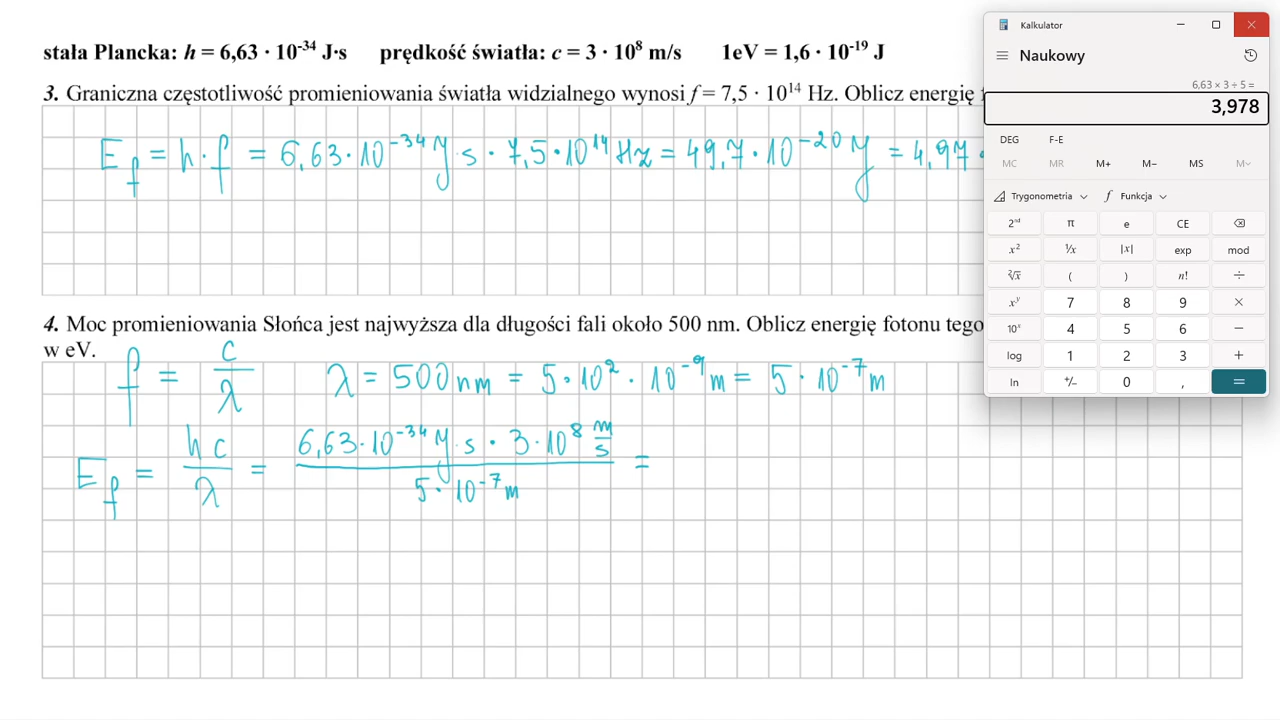 stała Plancka: h = 6,63 · 10⁻³⁴ J·s prędkość światła: c = 3 · 10⁸ m/s 1eV = 1,6 · 10⁻¹⁹ J
3. Graniczna częstotliwość promieniowania światła widzialnego wynosi f = 7,5 · 10¹⁴ Hz. Oblicz energię
E_f = h · f = 6,63 · 10⁻³⁴ J · s · 7,5 · 10¹⁴ Hz = 49,7 · 10⁻²⁰ J = 4,97 ·
4. Moc promieniowania Słońca jest najwyższa dla długości fali około 500 nm. Oblicz energię fotonu tego
w eV.
f = c/λ λ = 500 nm = 5 · 10² · 10⁻⁹ m = 5 · 10⁻⁷ m
E_f = hc/λ = (6,63 · 10⁻³⁴ J · s · 3 · 10⁸ m/s)/(5 · 10⁻⁷ m) =
Kalkulator
Naukowy
6,63 × 3 ÷ 5 =
3,978
DEG F-E
MC MR M+ M− MS M˅
Trygonometria f Funkcja
2ⁿᵈ π e CE ⌫
x² ¹/x |x| exp mod
²√x ( ) n! ÷
xʸ 7 8 9 ×
10ˣ 4 5 6 −
log 1 2 3 +
ln +/− 0 , =